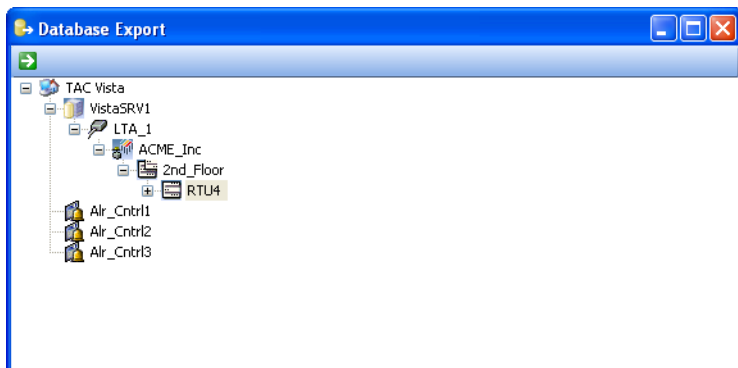 Database Export
TAC Vista
VistaSRV1
LTA_1
ACME_Inc
2nd_Floor
RTU4
Alr_Cntrl1
Alr_Cntrl2
Alr_Cntrl3